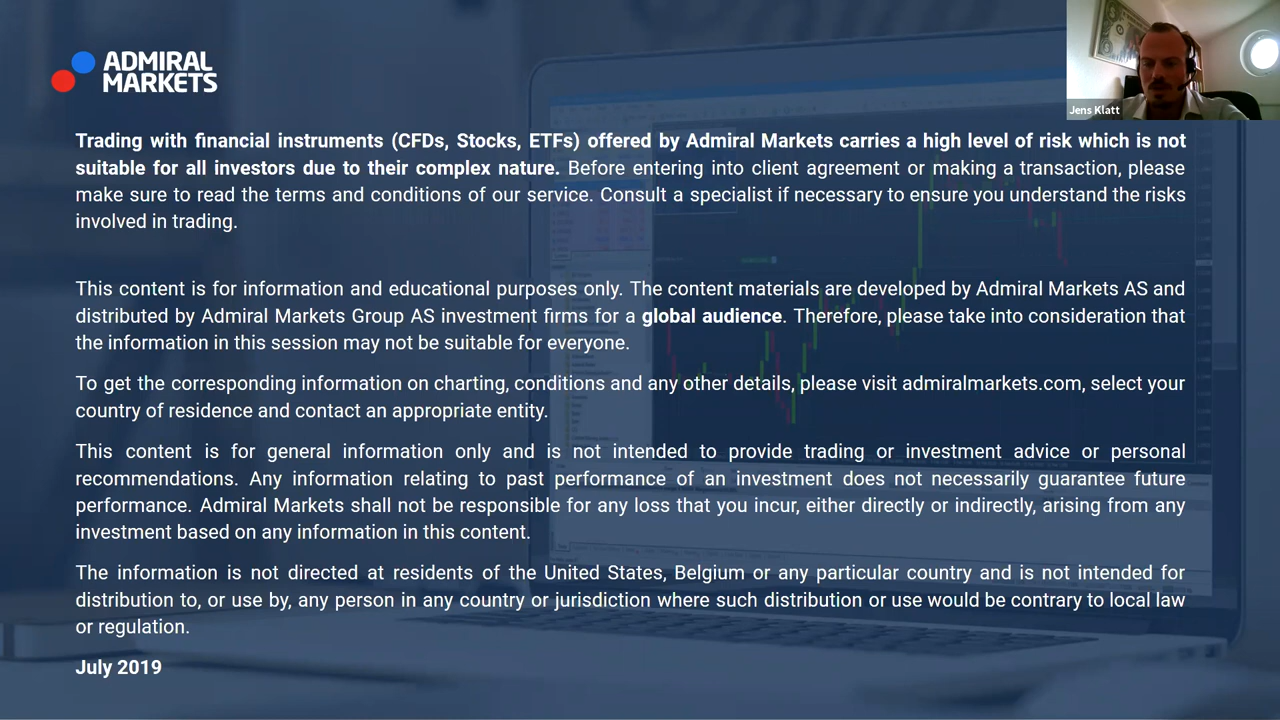 ADMIRAL
MARKETS
Jens Klatt
Trading with financial instruments (CFDs, Stocks, ETFs) offered by Admiral Markets carries a high level of risk which is not
suitable for all investors due to their complex nature. Before entering into client agreement or making a transaction, please
make sure to read the terms and conditions of our service. Consult a specialist if necessary to ensure you understand the risks
involved in trading.
This content is for information and educational purposes only. The content materials are developed by Admiral Markets AS and
distributed by Admiral Markets Group AS investment firms for a global audience. Therefore, please take into consideration that
the information in this session may not be suitable for everyone.
To get the corresponding information on charting, conditions and any other details, please visit admiralmarkets.com, select your
country of residence and contact an appropriate entity.
This content is for general information only and is not intended to provide trading or investment advice or personal
recommendations. Any information relating to past performance of an investment does not necessarily guarantee future
performance. Admiral Markets shall not be responsible for any loss that you incur, either directly or indirectly, arising from any
investment based on any information in this content.
The information is not directed at residents of the United States, Belgium or any particular country and is not intended for
distribution to, or use by, any person in any country or jurisdiction where such distribution or use would be contrary to local law
or regulation.
July 2019